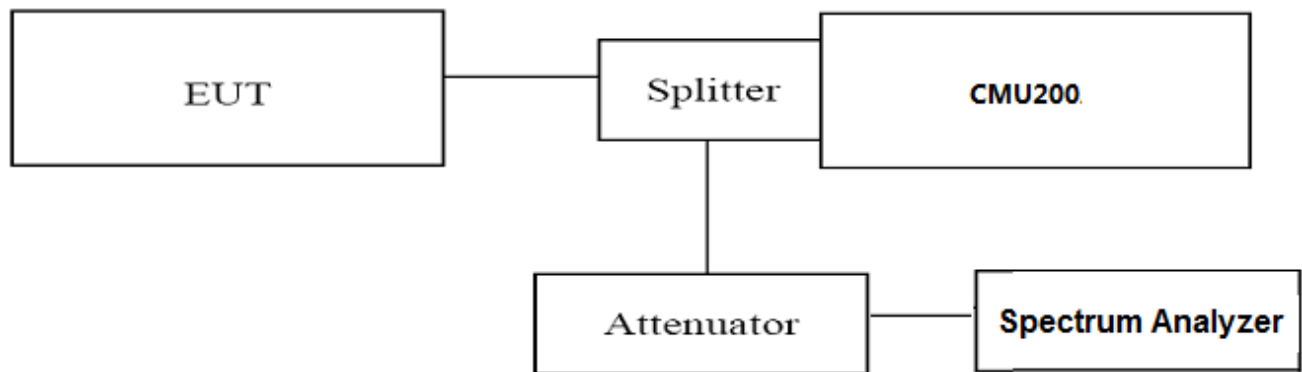 EUT
Splitter
CMU200.
Attenuator
Spectrum Analyzer